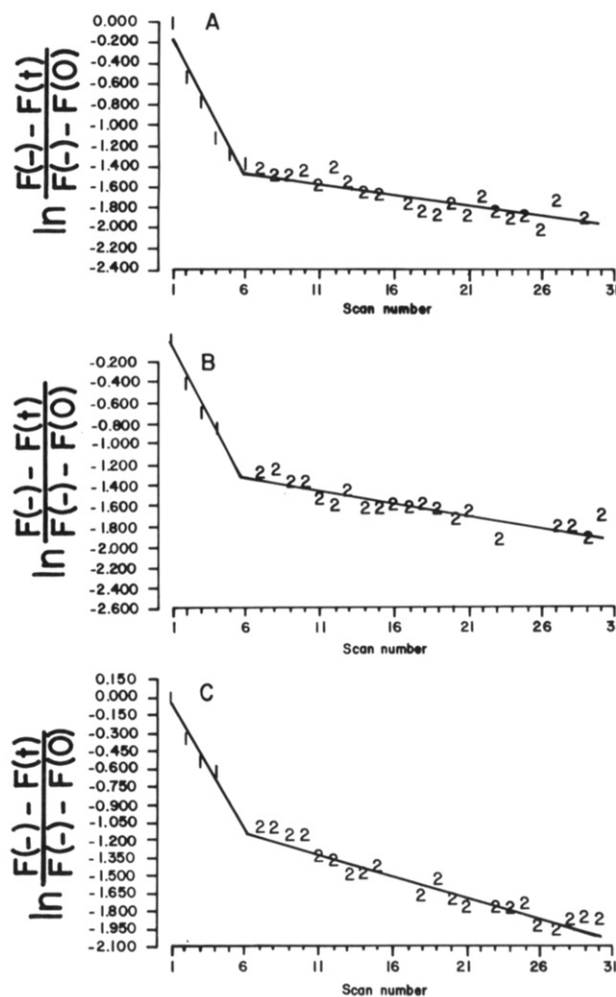 A
ln F(-) - F(t)
F(-) - F(0)
0.000
-0.200
-0.400
-0.600
-0.800
-1.000
-1.200
-1.400
-1.600
-1.800
-2.000
-2.200
-2.400
1 6 11 16 21 26 31
Scan number
B
ln F(-) - F(t)
F(-) - F(0)
-0.200
-0.400
-0.600
-0.800
-1.000
-1.200
-1.400
-1.600
-1.800
-2.000
-2.200
-2.400
-2.600
1 6 11 16 21 26 31
Scan number
C
ln F(-) - F(t)
F(-) - F(0)
0.150
0.000
-0.150
-0.300
-0.450
-0.600
-0.750
-0.900
-1.050
-1.200
-1.350
-1.500
-1.650
-1.800
-1.950
-2.100
1 6 11 16 21 26 31
Scan number